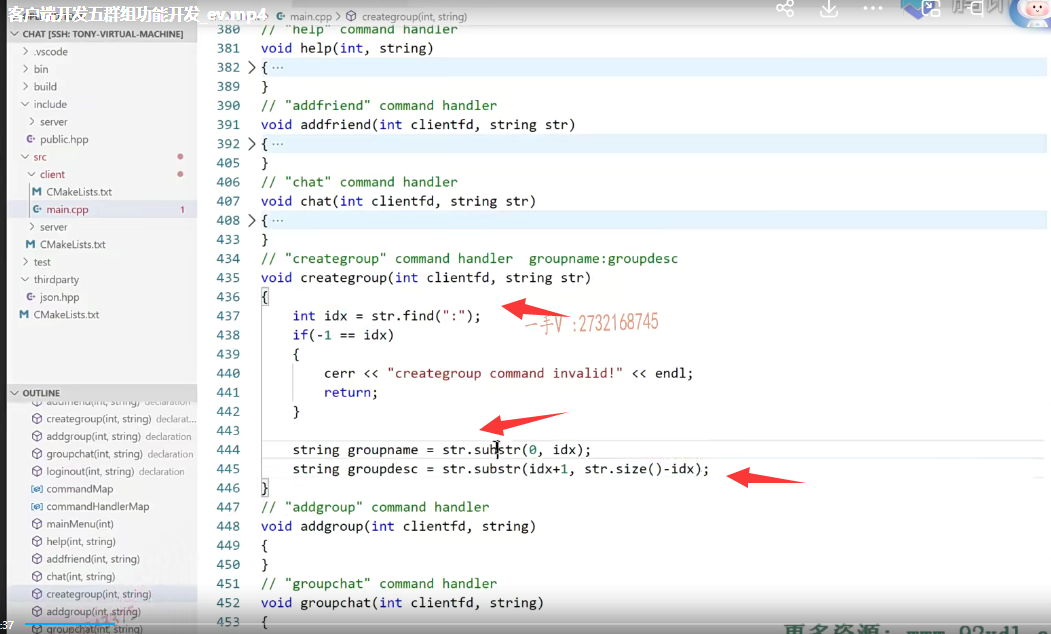 客户端开发五群组功能开发_ev.mp4
main.cpp > creategroup(int, string)
CHAT [SSH: TONY-VIRTUAL-MACHINE]
.vscode
bin
build
include
server
public.hpp
src
client
CMakeLists.txt
main.cpp 1
server
CMakeLists.txt
test
thirdparty
json.hpp
CMakeLists.txt
OUTLINE
addfriend(int, string) declaration
creategroup(int, string) declarat...
addgroup(int, string) declaration
groupchat(int, string) declaration
loginout(int, string) declaration
commandMap
commandHandlerMap
mainMenu(int)
help(int, string)
addfriend(int, string)
chat(int, string)
creategroup(int, string)
addgroup(int, string)
groupchat(int, string)
:37
380 // "help" command handler
381 void help(int, string)
382 { ...
389 }
390 // "addfriend" command handler
391 void addfriend(int clientfd, string str)
392 { ...
405 }
406 // "chat" command handler
407 void chat(int clientfd, string str)
408 { ...
433 }
434 // "creategroup" command handler  groupname:groupdesc
435 void creategroup(int clientfd, string str)
436 {
437 int idx = str.find(":");
438 if(-1 == idx)
439 {
440 cerr << "creategroup command invalid!" << endl;
441 return;
442 }
443
444 string groupname = str.substr(0, idx);
445 string groupdesc = str.substr(idx+1, str.size()-idx);
446 }
447 // "addgroup" command handler
448 void addgroup(int clientfd, string)
449 {
450 }
451 // "groupchat" command handler
452 void groupchat(int clientfd, string)
453 {
一手V :2732168745